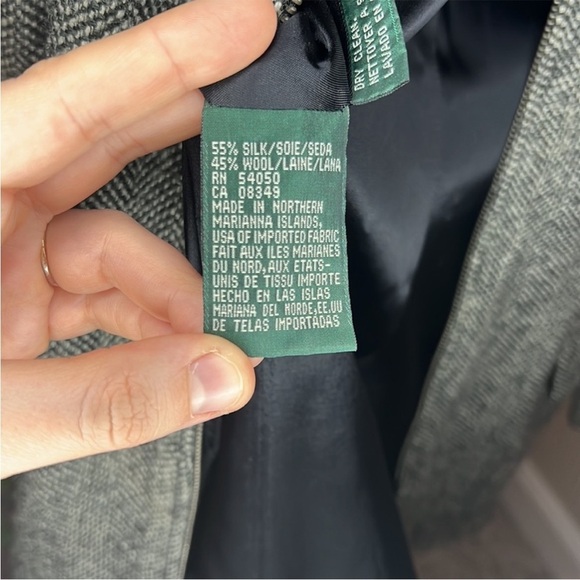 DRY CLEAN.
NETTOYER A S
LAVADO EN
55% SILK/SOIE/SEDA
45% WOOL/LAINE/LANA
RN 54050
CA 08349
MADE IN NORTHERN
MARIANNA ISLANDS,
USA OF IMPORTED FABRIC
FAIT AUX ILES MARIANES
DU NORD,AUX ETATS-
UNIS DE TISSU IMPORTE
HECHO EN LAS ISLAS
MARIANA DEL NORDE,EE.UU
DE TELAS IMPORTADAS